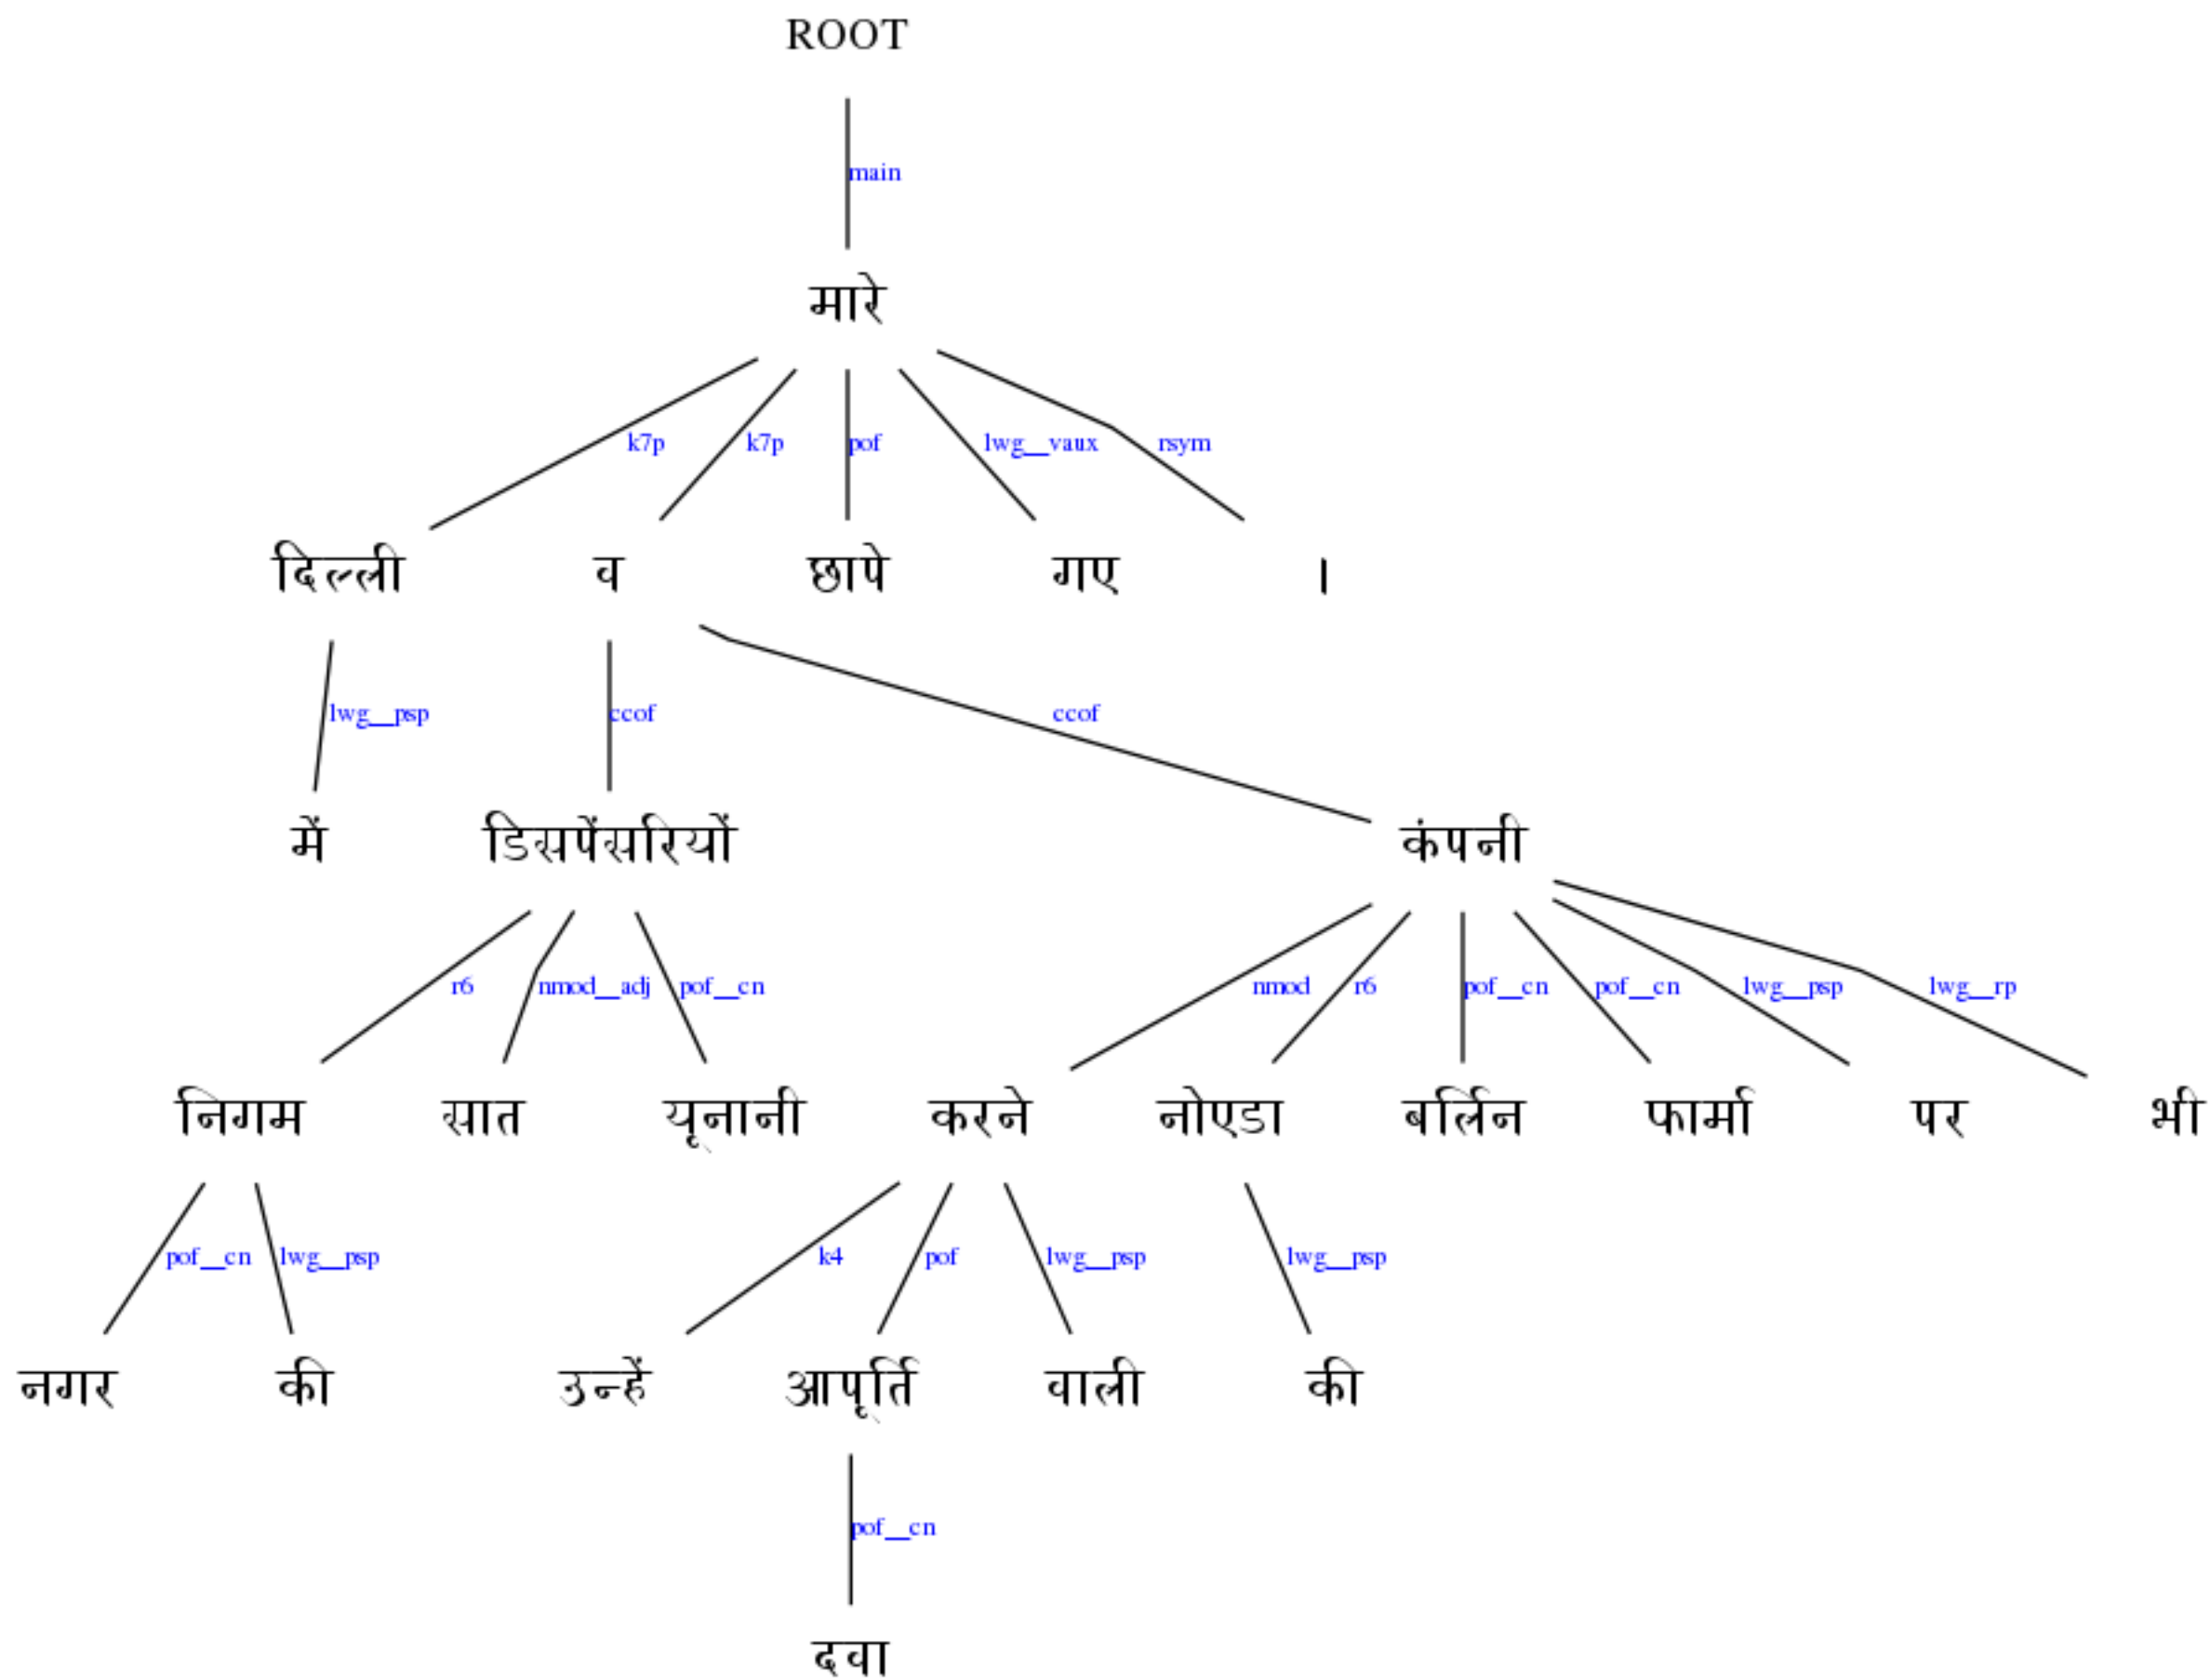 ROOT
main
मारे
k7p k7p pof lwg__vaux rsym
दिल्ली व छापे गए ।
lwg__psp ccof ccof
में डिसपेंसरियों कंपनी
r6 nmod__adj pof__cn nmod r6 pof__cn pof__cn lwg__psp lwg__rp
निगम सात यूनानी करने नोएडा बर्लिन फार्मा पर भी
pof__cn lwg__psp k4 pof lwg__psp lwg__psp
नगर की उन्हें आपूर्ति वाली की
pof__cn
दवा